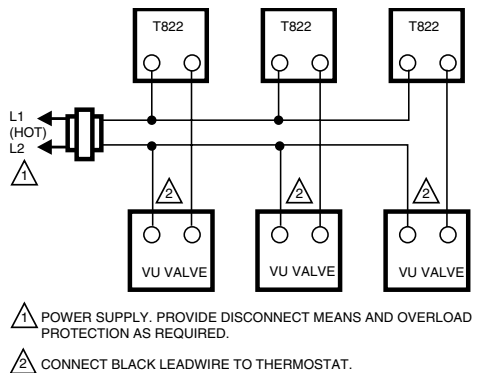 T822 T822 T822
L1
(HOT)
L2
1
2 2 2
VU VALVE VU VALVE VU VALVE
1 POWER SUPPLY. PROVIDE DISCONNECT MEANS AND OVERLOAD
PROTECTION AS REQUIRED.
2 CONNECT BLACK LEADWIRE TO THERMOSTAT.